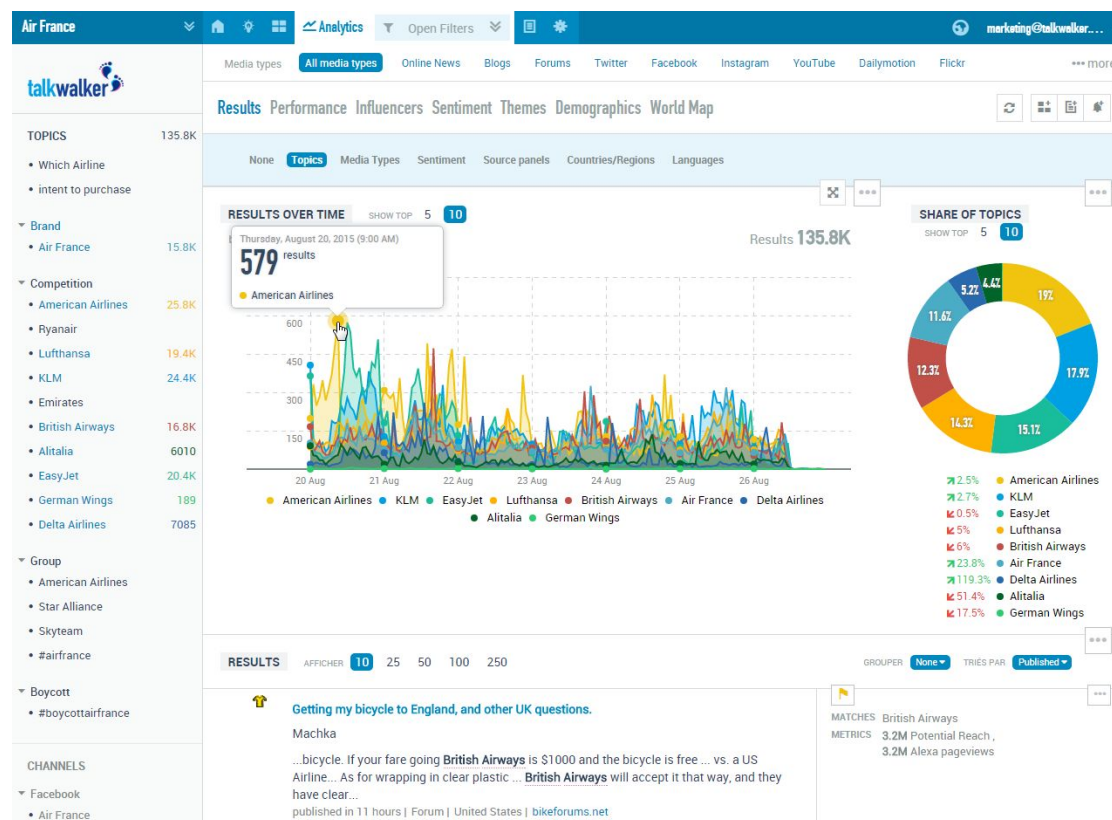 Air France
Analytics
Open Filters
marketing@talkwalker....
talkwalker
Media types All media types Online News Blogs Forums Twitter Facebook Instagram YouTube Dailymotion Flickr ••• more
Results Performance Influencers Sentiment Themes Demographics World Map
None Topics Media Types Sentiment Source panels Countries/Regions Languages
TOPICS 135.8K
• Which Airline
• intent to purchase
Brand
• Air France 15.8K
Competition
• American Airlines 25.8K
• Ryanair
• Lufthansa 19.4K
• KLM 24.4K
• Emirates
• British Airways 16.8K
• Alitalia 6010
• EasyJet 20.4K
• German Wings 189
• Delta Airlines 7085
Group
• American Airlines
• Star Alliance
• Skyteam
• #airfrance
Boycott
• #boycottairfrance
CHANNELS
Facebook
• Air France
RESULTS OVER TIME SHOW TOP 5 10
Results 135.8K
Thursday, August 20, 2015 (9:00 AM)
579 results
American Airlines
600
450
300
150
20 Aug 21 Aug 22 Aug 23 Aug 24 Aug 25 Aug 26 Aug
American Airlines KLM EasyJet Lufthansa British Airways Air France Delta Airlines
Alitalia German Wings
SHARE OF TOPICS
SHOW TOP 5 10
19%
17.9%
15.1%
14.3%
12.3%
11.6%
5.2%
4.4%
2.5% American Airlines
2.7% KLM
0.5% EasyJet
5% Lufthansa
6% British Airways
23.8% Air France
119.3% Delta Airlines
51.4% Alitalia
17.5% German Wings
RESULTS AFFICHER 10 25 50 100 250
GROUPER None TRIÉS PAR Published
Getting my bicycle to England, and other UK questions.
Machka
...bicycle. If your fare going British Airways is $1000 and the bicycle is free ... vs. a US
Airline... As for wrapping in clear plastic ... British Airways will accept it that way, and they
have clear...
published in 11 hours | Forum | United States | bikeforums.net
MATCHES British Airways
METRICS 3.2M Potential Reach ,
3.2M Alexa pageviews